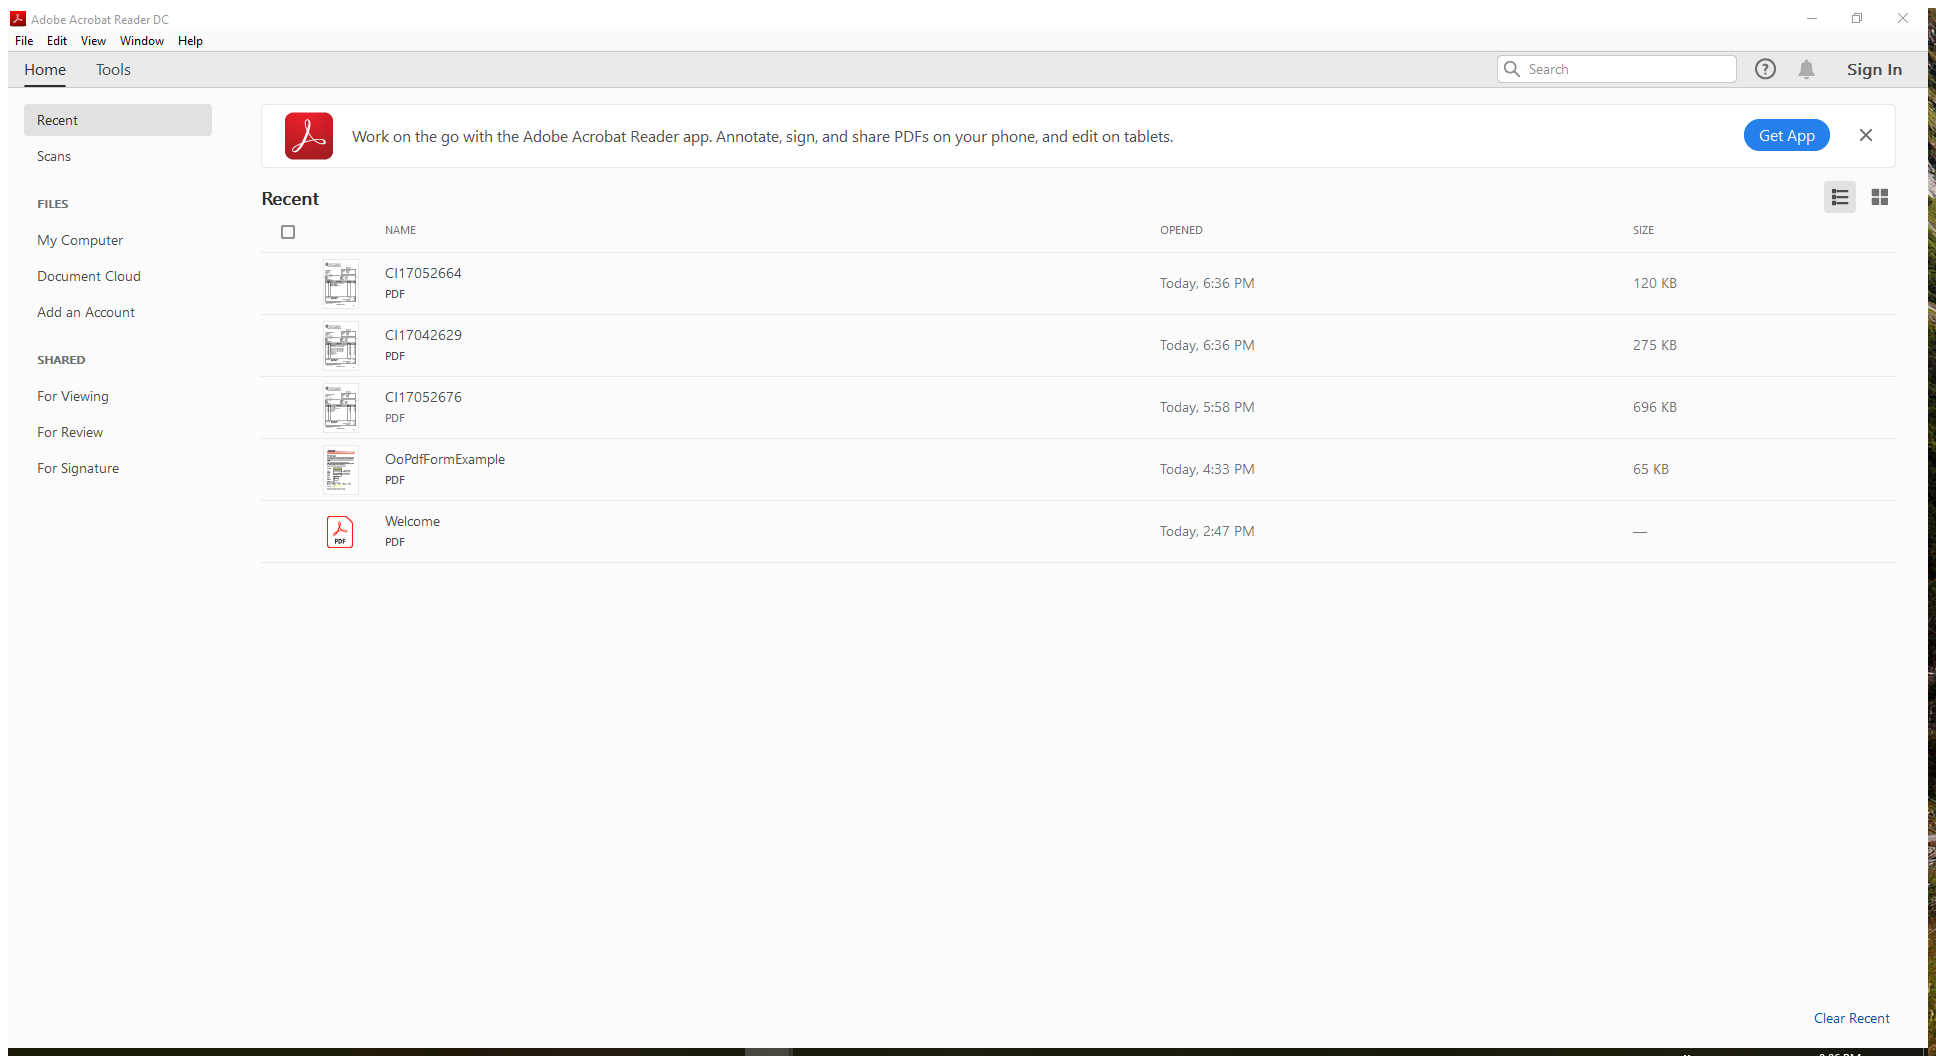 Adobe Acrobat Reader DC
File Edit View Window Help
Home Tools Search Sign In
Recent
Scans
FILES
My Computer
Document Cloud
Add an Account
SHARED
For Viewing
For Review
For Signature
Work on the go with the Adobe Acrobat Reader app. Annotate, sign, and share PDFs on your phone, and edit on tablets. Get App
Recent
NAME OPENED SIZE
CI17052664 Today, 6:36 PM 120 KB
PDF
CI17042629 Today, 6:36 PM 275 KB
PDF
CI17052676 Today, 5:58 PM 696 KB
PDF
OoPdfFormExample Today, 4:33 PM 65 KB
PDF
Welcome Today, 2:47 PM —
PDF
PDF
Clear Recent